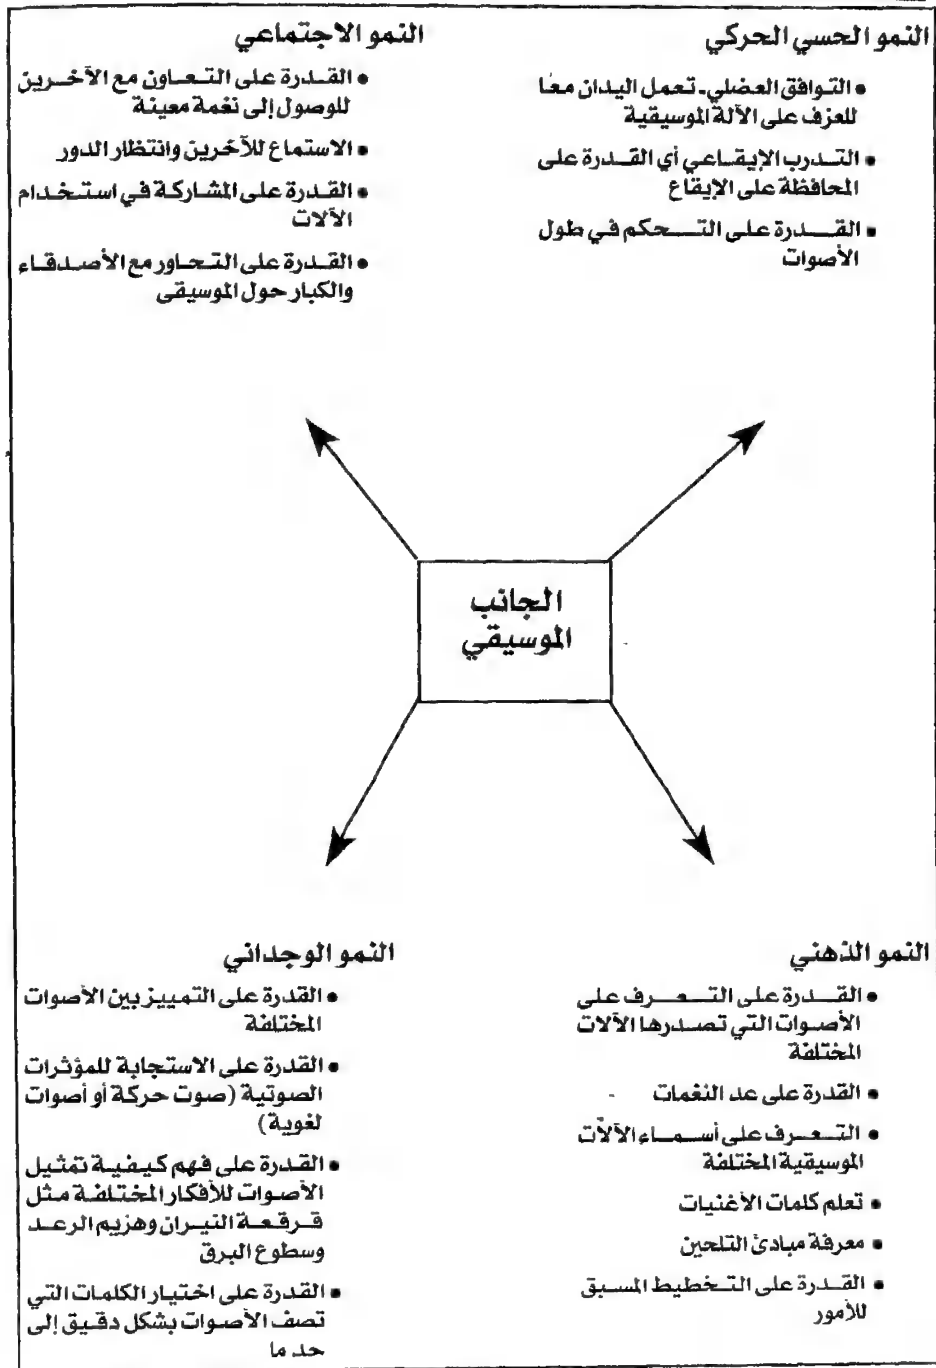 النمو الحسي الحركي
• التوافق العضلي - تعمل اليدان معًا
للعزف على الآلة الموسيقية
• التدرب الإيقاعي أي القدرة على
المحافظة على الإيقاع
• القدرة على التحكم في طول
الأصوات
النمو الاجتماعي
• القدرة على التعاون مع الآخرين
للوصول إلى نغمة معينة
• الاستماع للآخرين وانتظار الدور
• القدرة على المشاركة في استخدام
الآلات
• القدرة على التحاور مع الأصدقاء
والكبار حول الموسيقى
الجانب
الموسيقي
النمو الذهني
• القدرة على التعرف على
الأصوات التي تصدرها الآلات
المختلفة
• القدرة على عد النغمات
• التعرف على أسماء الآلات
الموسيقية المختلفة
• تعلم كلمات الأغنيات
• معرفة مبادئ التلحين
• القدرة على التخطيط المسبق
للأمور
النمو الوجداني
• القدرة على التمييز بين الأصوات
المختلفة
• القدرة على الاستجابة للمؤثرات
الصوتية (صوت حركة أو أصوات
لغوية)
• القدرة على فهم كيفية تمثيل
الأصوات للأفكار المختلفة مثل
قرقعة النيران وهزيم الرعد
وسطوع البرق
• القدرة على اختيار الكلمات التي
تصف الأصوات بشكل دقيق إلى
حد ما